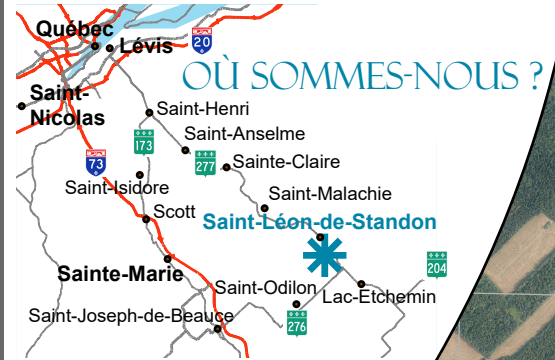 Québec
Lévis
20
OÙ SOMMES-NOUS ?
Saint-
Nicolas
Saint-Henri
Saint-Anselme
173
73
277
Sainte-Claire
Saint-Isidore
Saint-Malachie
Scott
Saint-Léon-de-Standon
Sainte-Marie
204
Saint-Odilon
Lac-Etchemin
Saint-Joseph-de-Beauce
276